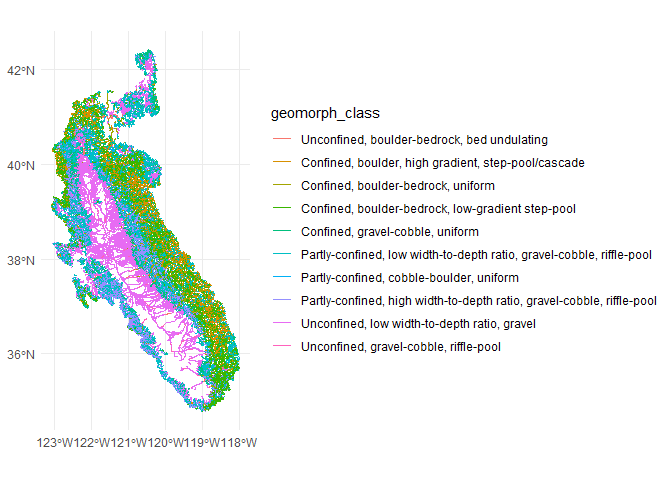 42°N
40°N
38°N
36°N
123°W122°W121°W120°W119°W118°W
geomorph_class
Unconfined, boulder-bedrock, bed undulating
Confined, boulder, high gradient, step-pool/cascade
Confined, boulder-bedrock, uniform
Confined, boulder-bedrock, low-gradient step-pool
Confined, gravel-cobble, uniform
Partly-confined, low width-to-depth ratio, gravel-cobble, riffle-pool
Partly-confined, cobble-boulder, uniform
Partly-confined, high width-to-depth ratio, gravel-cobble, riffle-pool
Unconfined, low width-to-depth ratio, gravel
Unconfined, gravel-cobble, riffle-pool